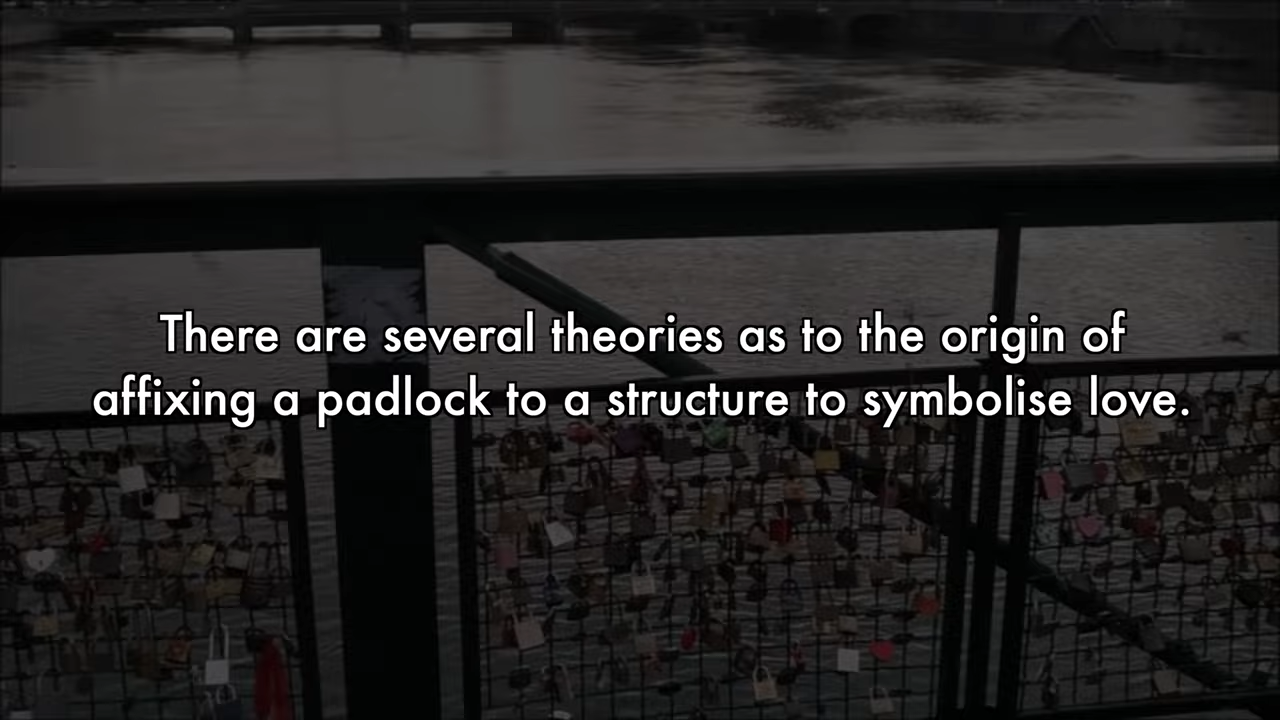 There are several theories as to the origin of
affixing a padlock to a structure to symbolise love.